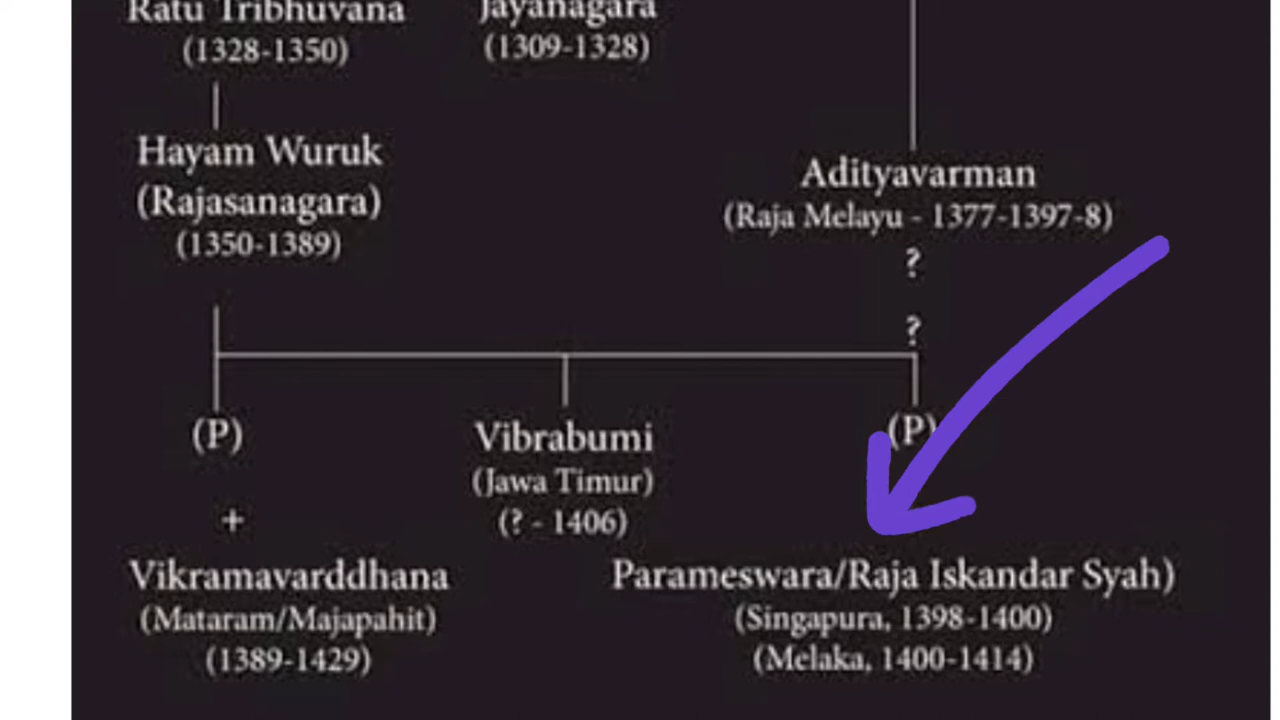 Ratu Tribhuvana
(1328-1350)
Jayanagara
(1309-1328)
Hayam Wuruk
(Rajasanagara)
(1350-1389)
Adityavarman
(Raja Melayu - 1377-1397-8)
?
?
(P)
+
Vikramavarddhana
(Mataram/Majapahit)
(1389-1429)
Vibrabumi
(Jawa Timur)
(? - 1406)
(P)
Parameswara/Raja Iskandar Syah)
(Singapura, 1398-1400)
(Melaka, 1400-1414)